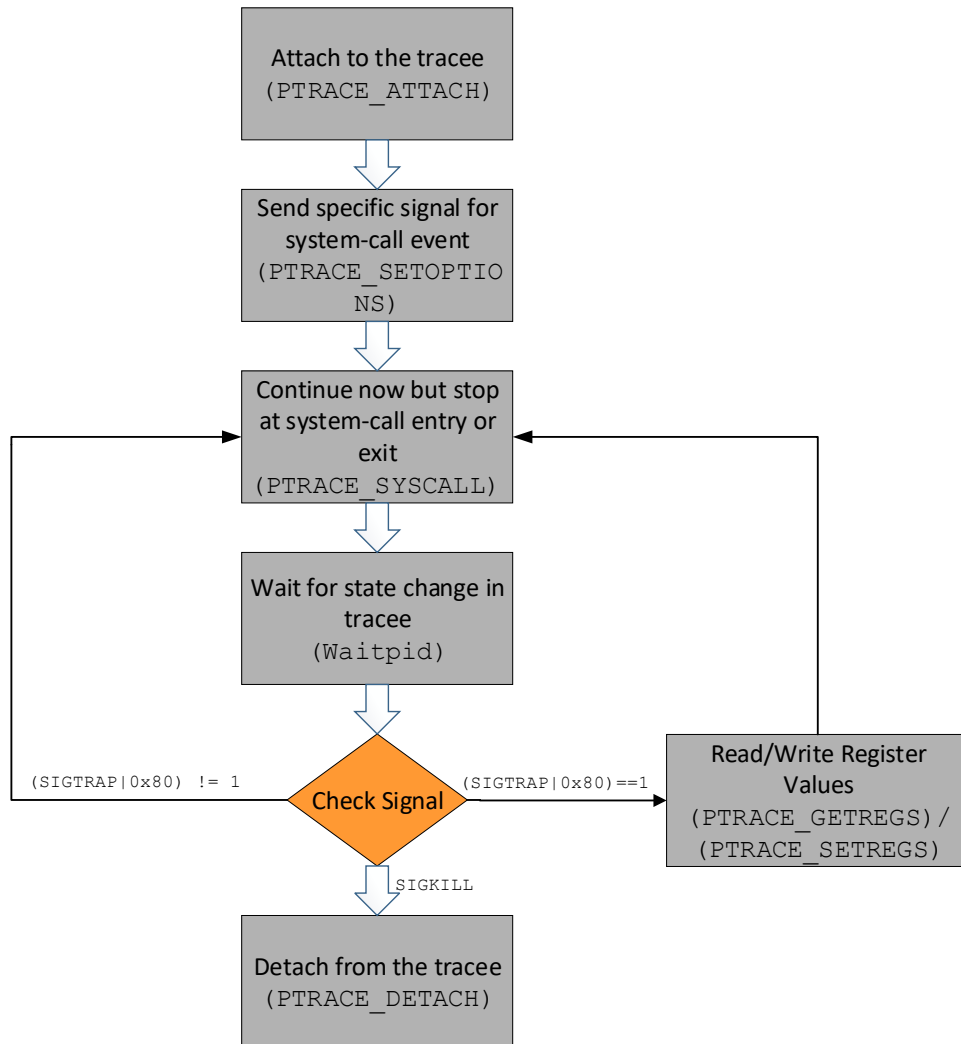 Attach to the tracee
(PTRACE_ATTACH)
Send specific signal for
system-call event
(PTRACE_SETOPTIO
NS)
Continue now but stop
at system-call entry or
exit
(PTRACE_SYSCALL)
Wait for state change in
tracee
(Waitpid)
(SIGTRAP|0x80) != 1
Check Signal
(SIGTRAP|0x80)==1
Read/Write Register
Values
(PTRACE_GETREGS)/
(PTRACE_SETREGS)
SIGKILL
Detach from the tracee
(PTRACE_DETACH)